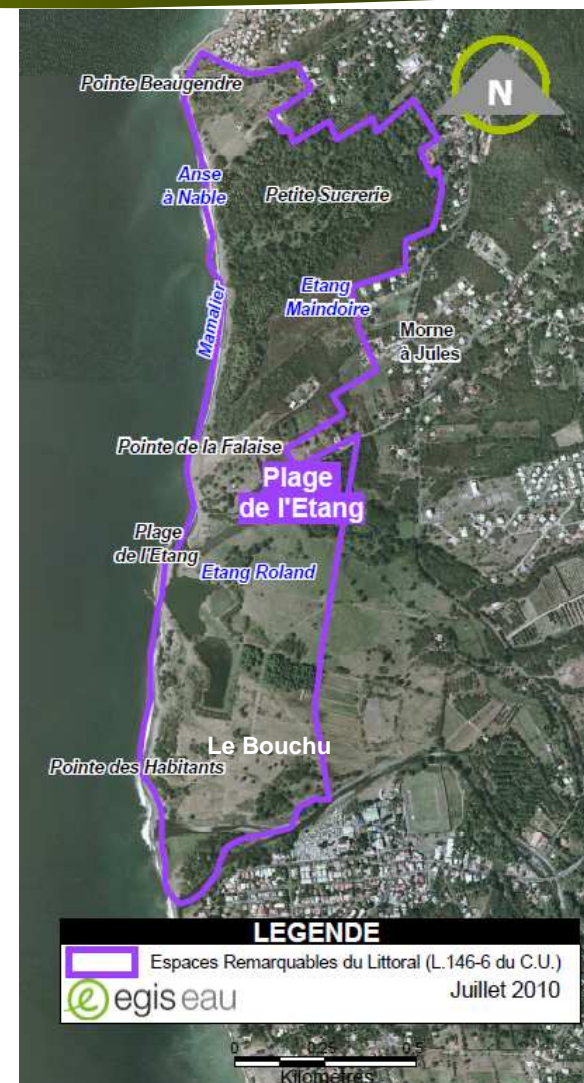 N
Pointe Beaugendre
Anse
à Nable
Petite Sucrerie
Etang
Maindoire
Mamalier
Morne
à Jules
Pointe de la Falaise
Plage
de l'Etang
Plage
de l'Etang
Etang Roland
Le Bouchu
Pointe des Habitants
LEGENDE
Espaces Remarquables du Littoral (L.146-6 du C.U.)
e egis eau
Juillet 2010
0 0.25 0.5
Kilomètres